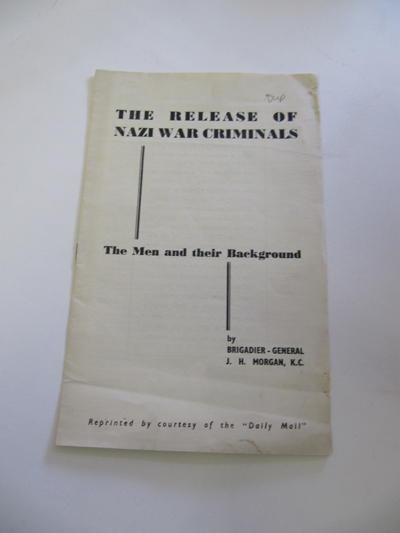 THE RELEASE OF
NAZI WAR CRIMINALS
The Men and their Background
by
BRIGADIER - GENERAL
J. H. MORGAN, K.C.
Reprinted by courtesy of the "Daily Mail"